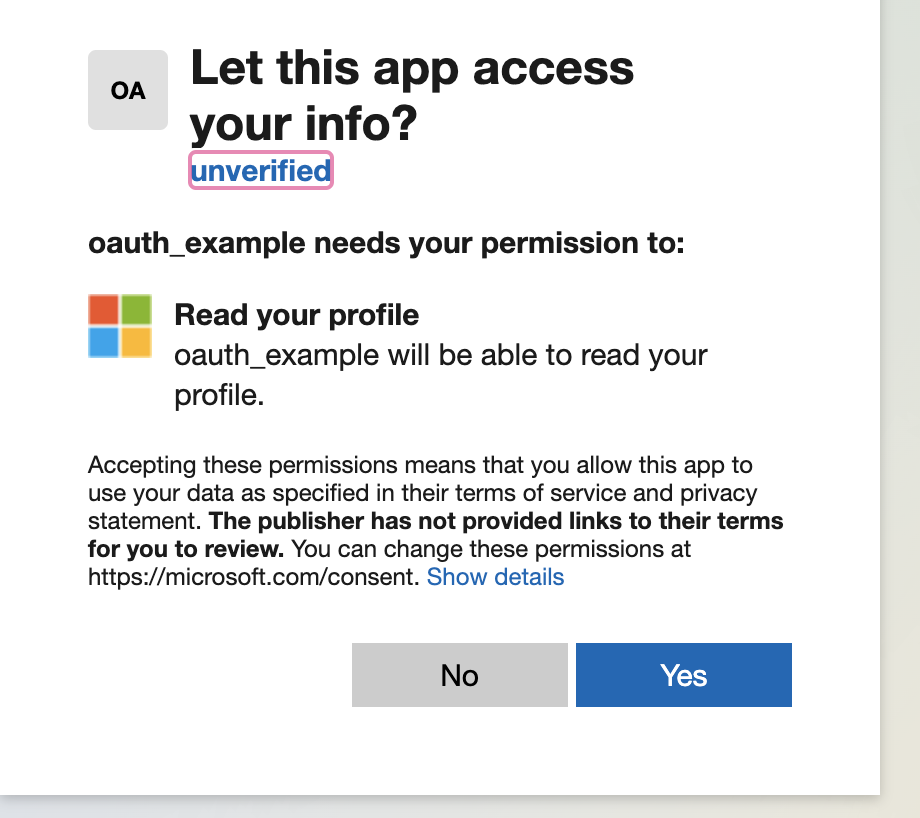 OA
Let this app access
your info?
unverified
oauth_example needs your permission to:
Read your profile
oauth_example will be able to read your
profile.
Accepting these permissions means that you allow this app to
use your data as specified in their terms of service and privacy
statement. The publisher has not provided links to their terms
for you to review. You can change these permissions at
https://microsoft.com/consent. Show details
No
Yes